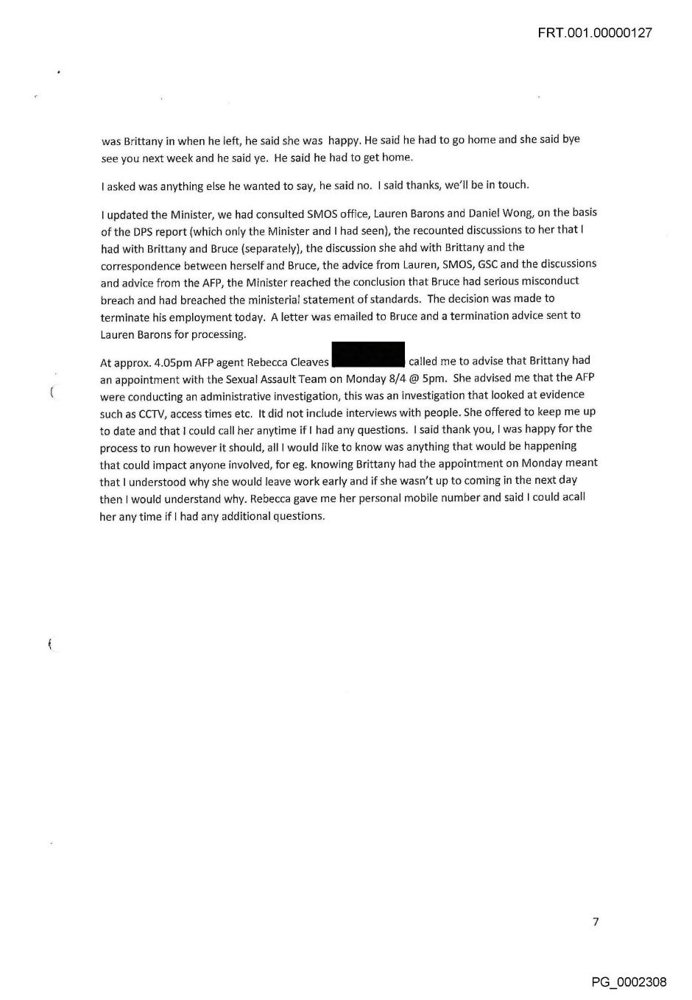 FRT.001.00000127
was Brittany in when he left, he said she was happy. He said he had to go home and she said bye
see you next week and he said ye. He said he had to get home.
I asked was anything else he wanted to say, he said no. I said thanks, we'll be in touch.
I updated the Minister, we had consulted SMOS office, Lauren Barons and Daniel Wong, on the basis
of the DPS report (which only the Minister and I had seen), the recounted discussions to her that I
had with Brittany and Bruce (separately), the discussion she ahd with Brittany and the
correspondence between herself and Bruce, the advice from Lauren, SMOS, GSC and the discussions
and advice from the AFP, the Minister reached the conclusion that Bruce had serious misconduct
breach and had breached the ministerial statement of standards. The decision was made to
terminate his employment today. A letter was emailed to Bruce and a termination advice sent to
Lauren Barons for processing.
At approx. 4.05pm AFP agent Rebecca Cleaves called me to advise that Brittany had
an appointment with the Sexual Assault Team on Monday 8/4 @ 5pm. She advised me that the AFP
were conducting an administrative investigation, this was an investigation that looked at evidence
such as CCTV, access times etc. It did not include interviews with people. She offered to keep me up
to date and that I could call her anytime if I had any questions. I said thank you, I was happy for the
process to run however it should, all I would like to know was anything that would be happening
that could impact anyone involved, for eg. knowing Brittany had the appointment on Monday meant
that I understood why she would leave work early and if she wasn't up to coming in the next day
then I would understand why. Rebecca gave me her personal mobile number and said I could acall
her any time if I had any additional questions.
7
PG_0002308